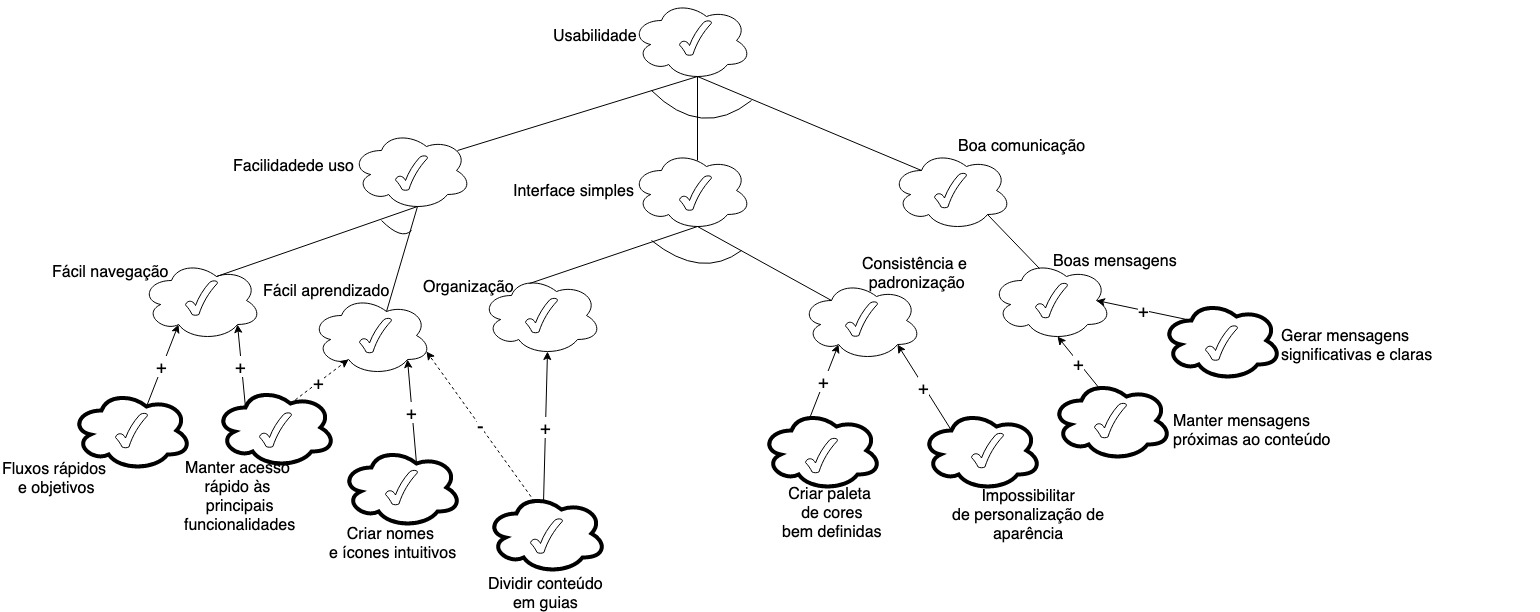 Usabilidade
Facilidadede uso
Interface simples
Boa comunicação
Fácil navegação
Fácil aprendizado
Organização
Consistência e
padronização
Boas mensagens
+
Gerar mensagens
significativas e claras
+
+
+
+
+
+
+
-
+
Manter mensagens
próximas ao conteúdo
Fluxos rápidos
e objetivos
Manter acesso
rápido às
principais
funcionalidades
Criar nomes
e ícones intuitivos
Dividir conteúdo
em guias
Criar paleta
de cores
bem definidas
Impossibilitar
de personalização de
aparência